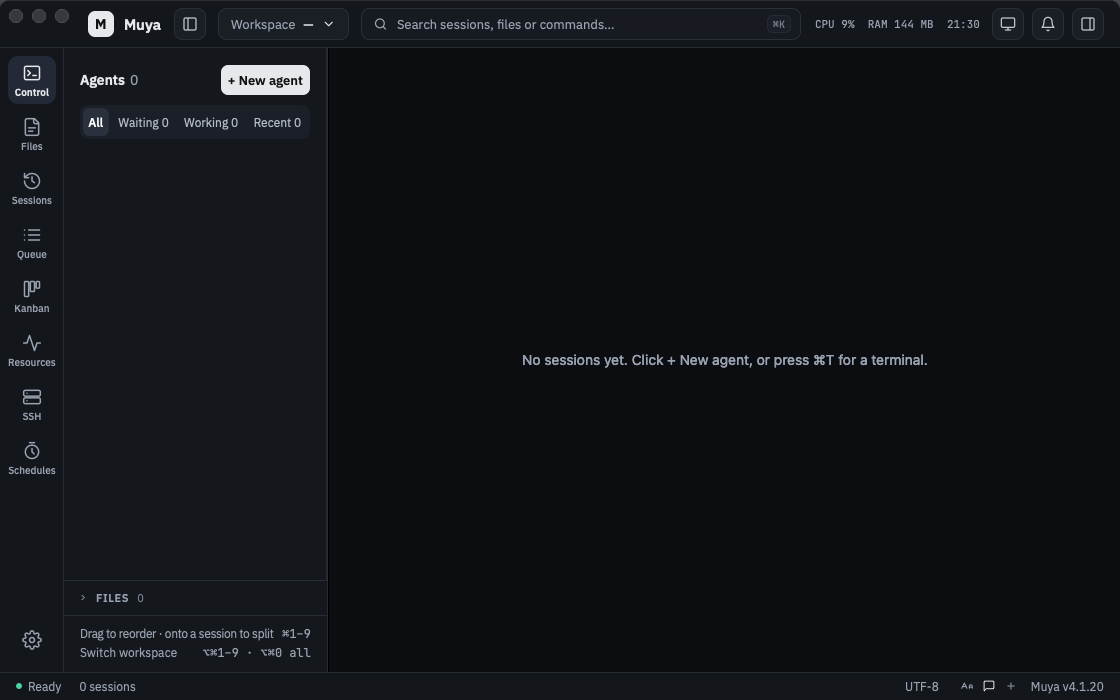 M Muya Workspace — Search sessions, files or commands... ⌘K CPU 9% RAM 144 MB 21:30
Control
Files
Sessions
Queue
Kanban
Resources
SSH
Schedules
Agents 0 + New agent
All Waiting 0 Working 0 Recent 0
No sessions yet. Click + New agent, or press ⌘T for a terminal.
> FILES 0
Drag to reorder · onto a session to split ⌘1–9
Switch workspace ⌥⌘1–9 · ⌥⌘0 all
Ready 0 sessions UTF-8 Aa + Muya v4.1.20